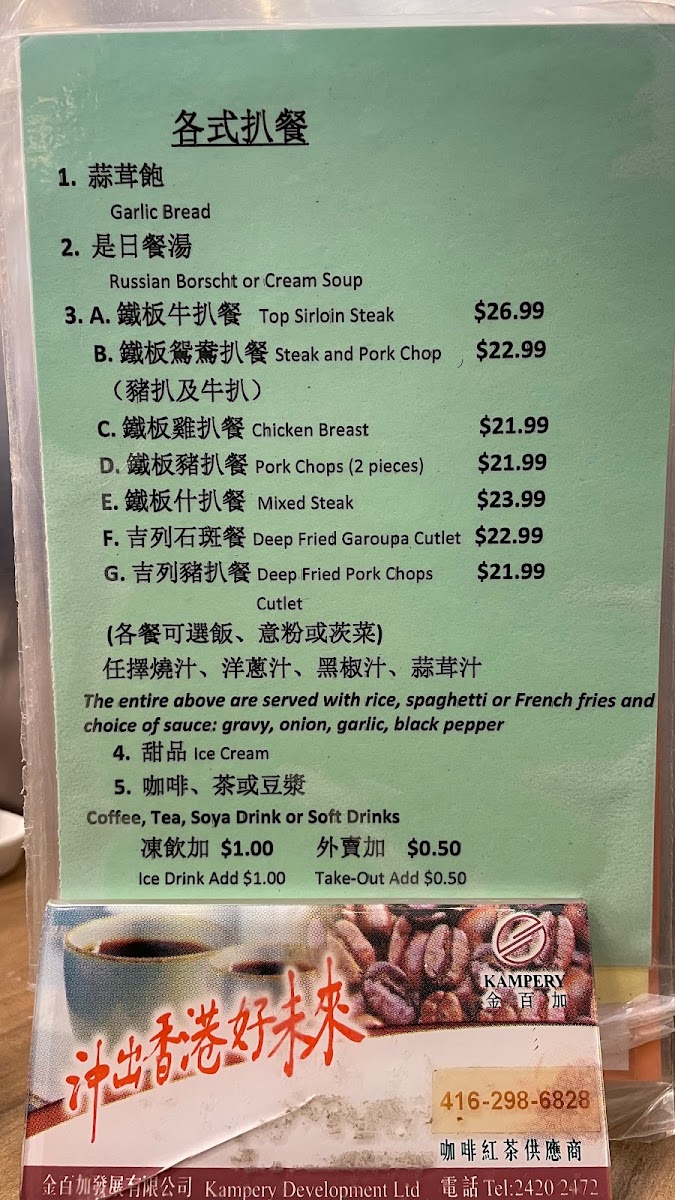 各式扒餐
1. 蒜茸飽
Garlic Bread
2. 是日餐湯
Russian Borscht or Cream Soup
3. A. 鐵板牛扒餐 Top Sirloin Steak $26.99
B. 鐵板鴛鴦扒餐 Steak and Pork Chop $22.99
（豬扒及牛扒）
C. 鐵板雞扒餐 Chicken Breast $21.99
D. 鐵板豬扒餐 Pork Chops (2 pieces) $21.99
E. 鐵板什扒餐 Mixed Steak $23.99
F. 吉列石斑餐 Deep Fried Garoupa Cutlet $22.99
G. 吉列豬扒餐 Deep Fried Pork Chops $21.99
Cutlet
(各餐可選飯、意粉或茨菜)
任擇燒汁、洋蔥汁、黑椒汁、蒜茸汁
The entire above are served with rice, spaghetti or French fries and
choice of sauce: gravy, onion, garlic, black pepper
4. 甜品 Ice Cream
5. 咖啡、茶或豆漿
Coffee, Tea, Soya Drink or Soft Drinks
凍飲加 $1.00 外賣加 $0.50
Ice Drink Add $1.00 Take-Out Add $0.50
KAMPERY
金百加
沖出香港好未來
416-298-6828
咖啡紅茶供應商
金百加發展有限公司 Kampery Development Ltd 電話 Tel:2420 2472